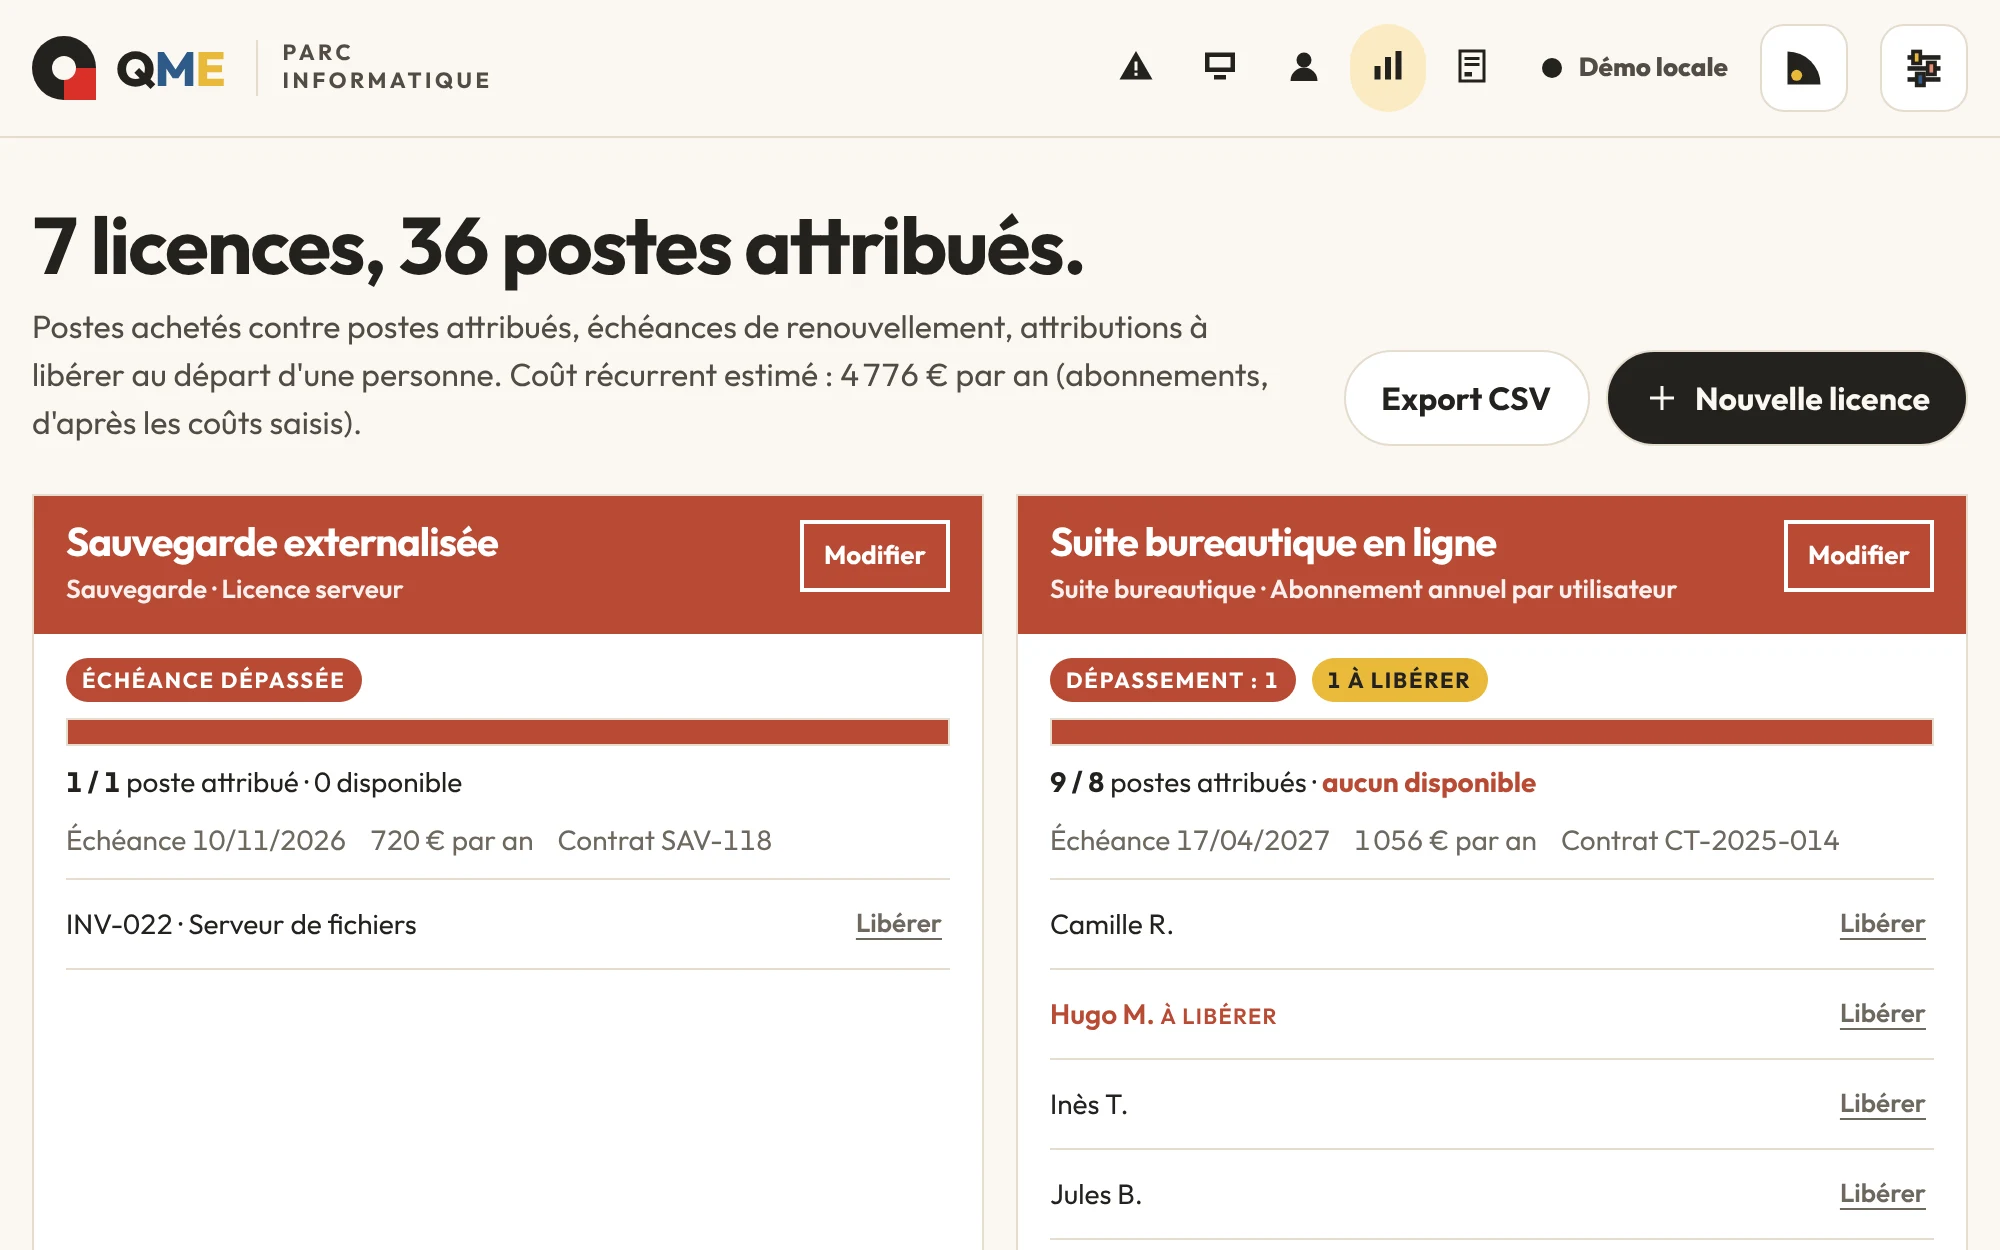 QME
PARC
INFORMATIQUE
Démo locale
7 licences, 36 postes attribués.
Postes achetés contre postes attribués, échéances de renouvellement, attributions à
libérer au départ d'une personne. Coût récurrent estimé : 4 776 € par an (abonnements,
d'après les coûts saisis).
Export CSV
+ Nouvelle licence
Sauvegarde externalisée
Sauvegarde · Licence serveur
Modifier
ÉCHÉANCE DÉPASSÉE
1 / 1 poste attribué · 0 disponible
Échéance 10/11/2026 720 € par an Contrat SAV-118
INV-022 · Serveur de fichiers
Libérer
Suite bureautique en ligne
Suite bureautique · Abonnement annuel par utilisateur
Modifier
DÉPASSEMENT : 1
1 À LIBÉRER
9 / 8 postes attribués · aucun disponible
Échéance 17/04/2027 1 056 € par an Contrat CT-2025-014
Camille R.
Libérer
Hugo M. À LIBÉRER
Libérer
Inès T.
Libérer
Jules B.
Libérer